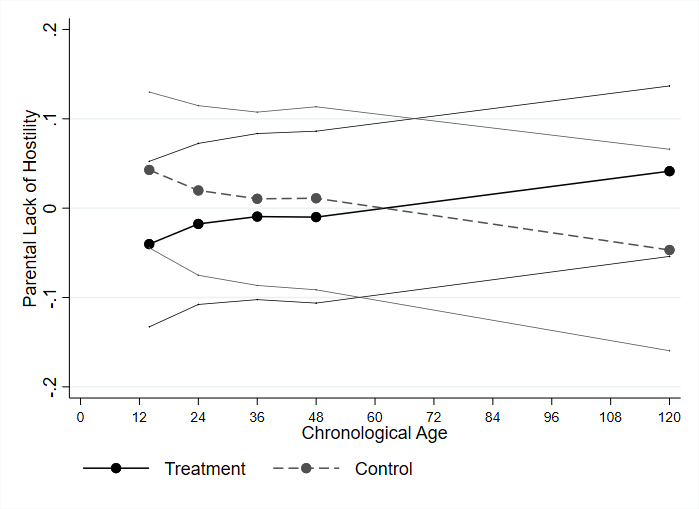 Parental Lack of Hostility
.2
.1
0
-.1
-.2
0 12 24 36 48 60 72 84 96 108 120
Chronological Age
Treatment Control